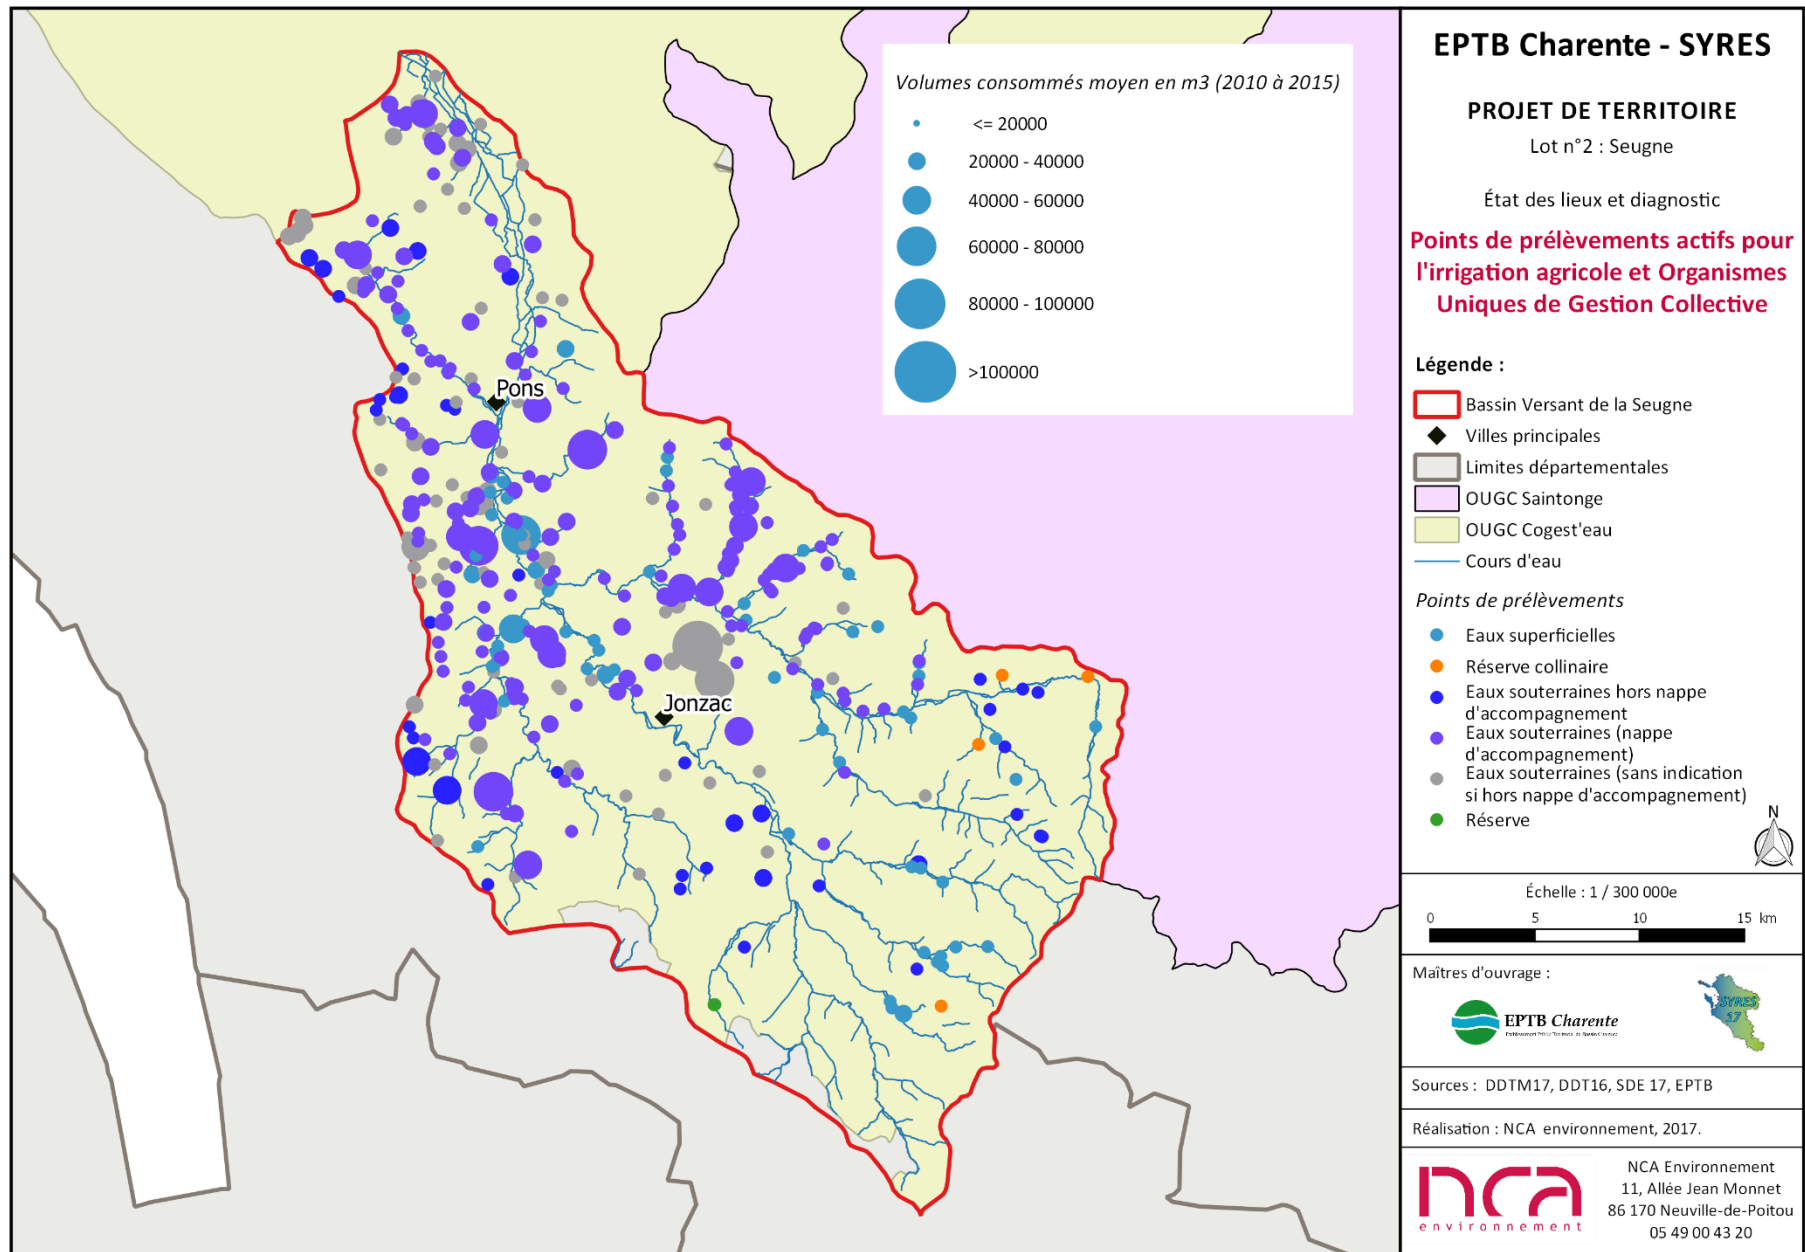 Volumes consommés moyen en m3 (2010 à 2015)
<= 20000
20000 - 40000
40000 - 60000
60000 - 80000
80000 - 100000
>100000
Pons
Jonzac
EPTB Charente - SYRES
PROJET DE TERRITOIRE
Lot n°2 : Seugne
État des lieux et diagnostic
Points de prélèvements actifs pour
l'irrigation agricole et Organismes
Uniques de Gestion Collective
Légende :
Bassin Versant de la Seugne
Villes principales
Limites départementales
OUGC Saintonge
OUGC Cogest'eau
Cours d'eau
Points de prélèvements
Eaux superficielles
Réserve collinaire
Eaux souterraines hors nappe
d'accompagnement
Eaux souterraines (nappe
d'accompagnement)
Eaux souterraines (sans indication
si hors nappe d'accompagnement)
Réserve
N
Échelle : 1 / 300 000e
0 5 10 15 km
Maîtres d'ouvrage :
EPTB Charente
SYRES
17
Sources : DDTM17, DDT16, SDE 17, EPTB
Réalisation : NCA environnement, 2017.
nca
environnement
NCA Environnement
11, Allée Jean Monnet
86 170 Neuville-de-Poitou
05 49 00 43 20